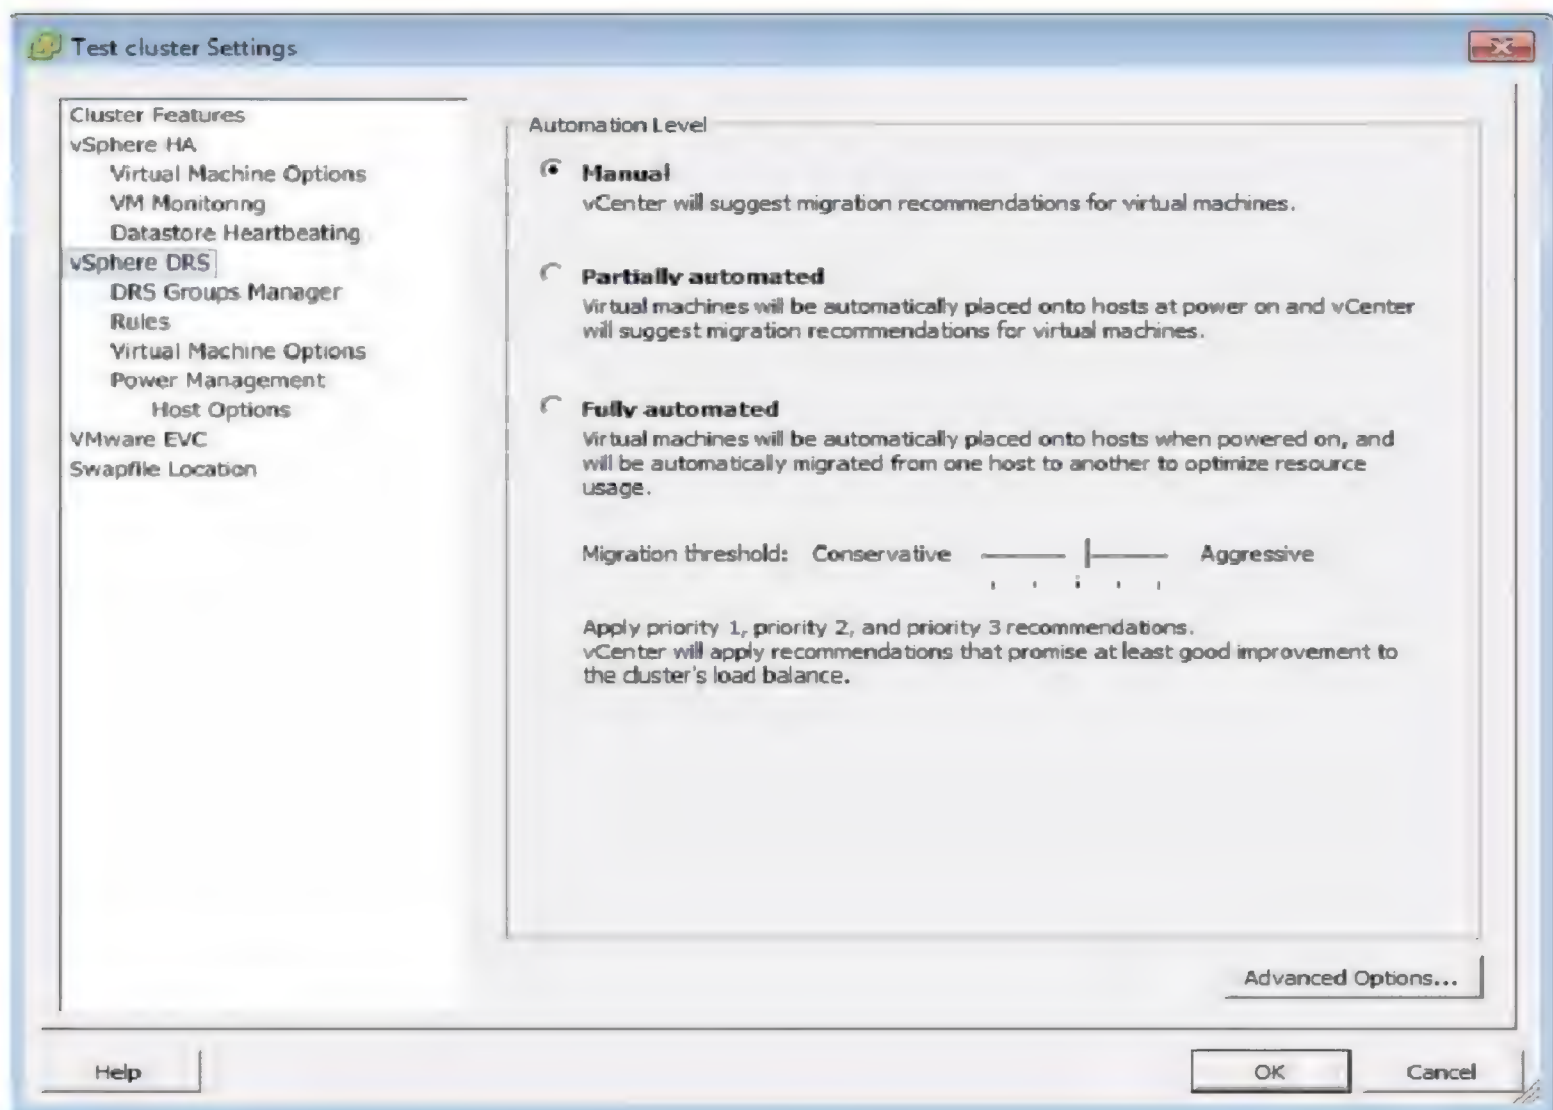 Test cluster Settings
Cluster Features
vSphere HA
Virtual Machine Options
VM Monitoring
Datastore Heartbeating
vSphere DRS
DRS Groups Manager
Rules
Virtual Machine Options
Power Management
Host Options
VMware EVC
Swapfile Location
Automation Level
Manual
vCenter will suggest migration recommendations for virtual machines.
Partially automated
Virtual machines will be automatically placed onto hosts at power on and vCenter
will suggest migration recommendations for virtual machines.
Fully automated
Virtual machines will be automatically placed onto hosts when powered on, and
will be automatically migrated from one host to another to optimize resource
usage.
Migration threshold: Conservative Aggressive
Apply priority 1, priority 2, and priority 3 recommendations.
vCenter will apply recommendations that promise at least good improvement to
the cluster's load balance.
Advanced Options...
Help
OK
Cancel